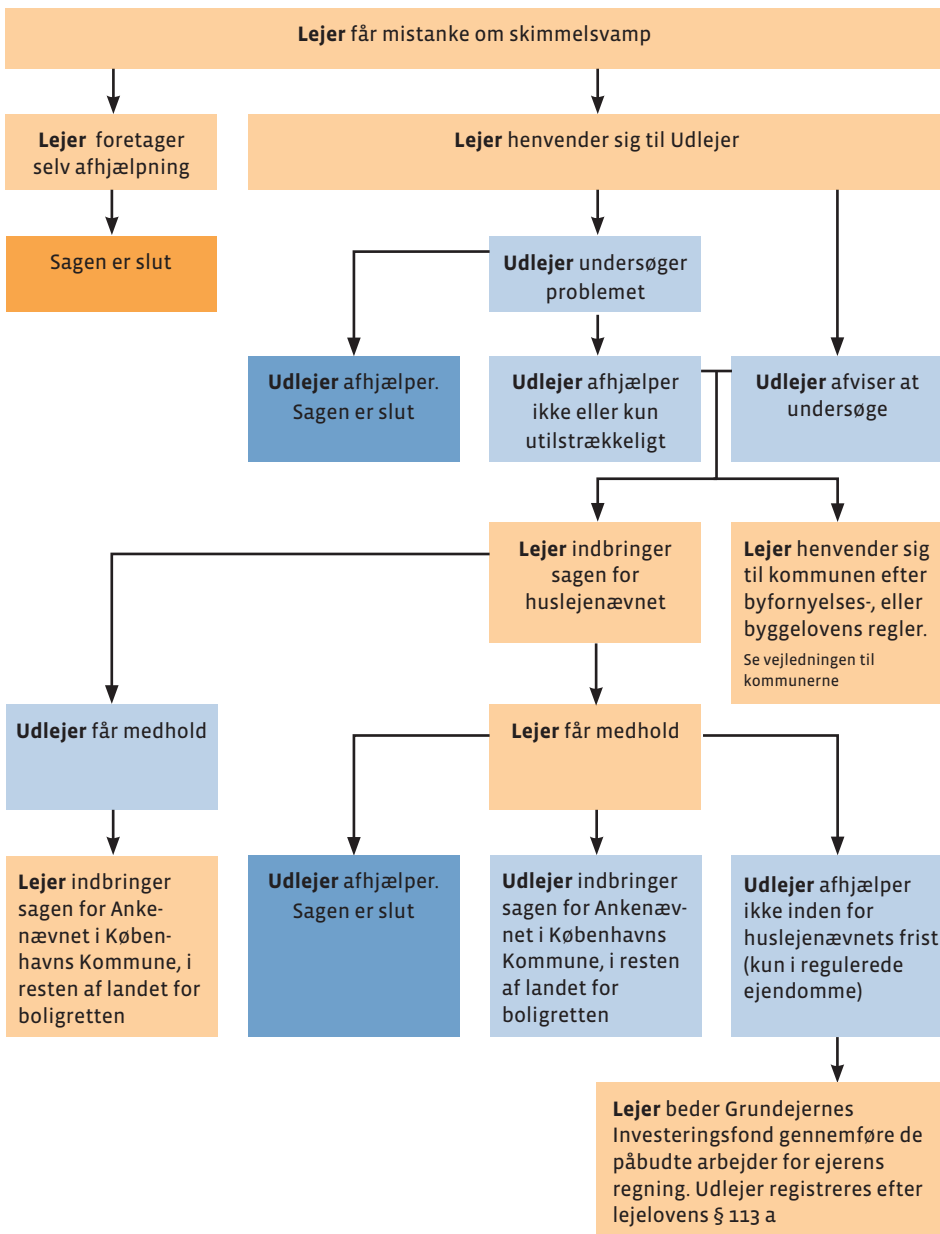 Lejer får mistanke om skimmelsvamp
Lejer foretager
selv afhjælpning
Lejer henvender sig til Udlejer
Sagen er slut
Udlejer undersøger
problemet
Udlejer afhjælper.
Sagen er slut
Udlejer afhjælper
ikke eller kun
utilstrækkeligt
Udlejer afviser at
undersøge
Lejer indbringer
sagen for
huslejenævnet
Lejer henvender sig
til kommunen efter
byfornyelses-, eller
byggelovens regler.
Se vejledningen til
kommunerne
Udlejer får medhold
Lejer får medhold
Lejer indbringer
sagen for Anke-
nævnet i Køben-
havns Kommune, i
resten af landet for
boligretten
Udlejer afhjælper.
Sagen er slut
Udlejer indbringer
sagen for Ankenæv-
net i Københavns
Kommune, i resten
af landet for
boligretten
Udlejer afhjælper
ikke inden for
huslejenævnets frist
(kun i regulerede
ejendomme)
Lejer beder Grundejernes
Investeringsfond gennemføre de
påbudte arbejder for ejerens
regning. Udlejer registreres efter
lejelovens § 113 a